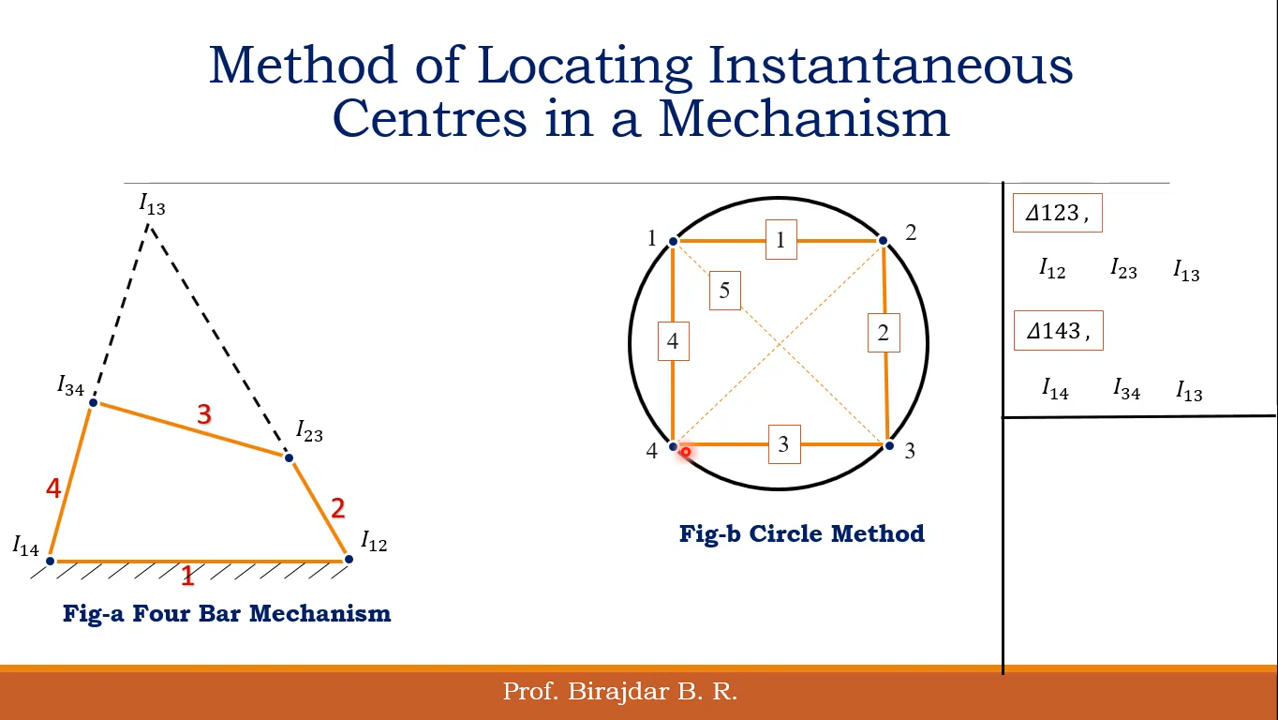 Method of Locating Instantaneous
Centres in a Mechanism
I₁₃
I₃₄
3
I₂₃
4
2
I₁₄
I₁₂
1
Fig-a Four Bar Mechanism
1
1
2
5
4
2
4
3
3
Fig-b Circle Method
Δ123 ,
I₁₂ I₂₃ I₁₃
Δ143 ,
I₁₄ I₃₄ I₁₃
Prof. Birajdar B. R.